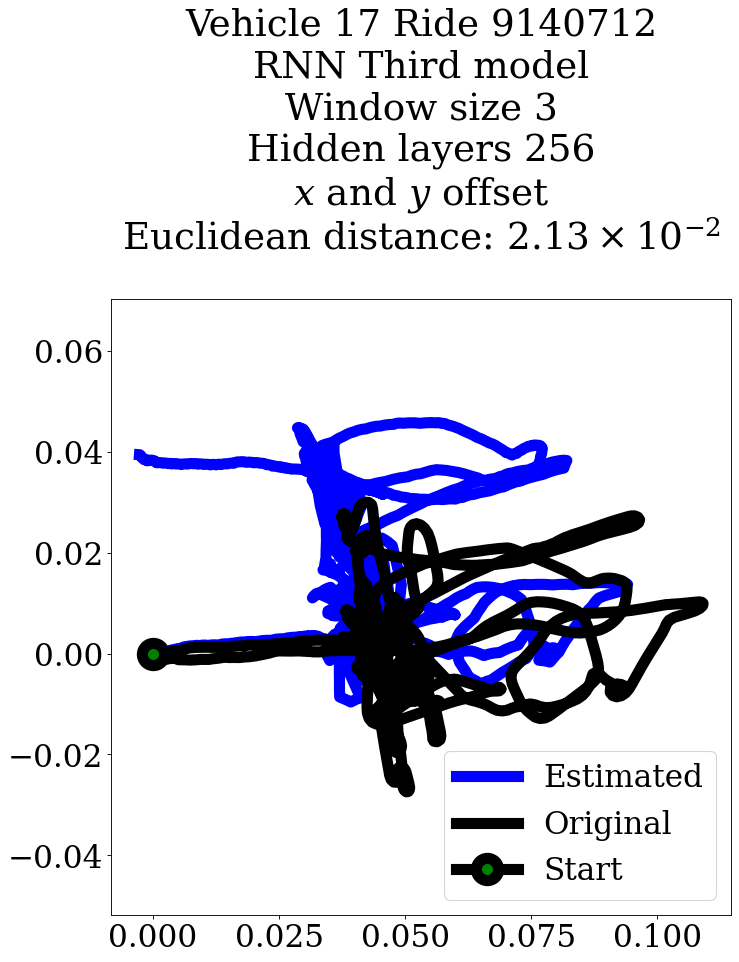 Vehicle 17 Ride 9140712
RNN Third model
Window size 3
Hidden layers 256
x and y offset
Euclidean distance: 2.13 × 10⁻²
0.06
0.04
0.02
0.00
−0.02
−0.04
Estimated
Original
Start
0.000 0.025 0.050 0.075 0.100